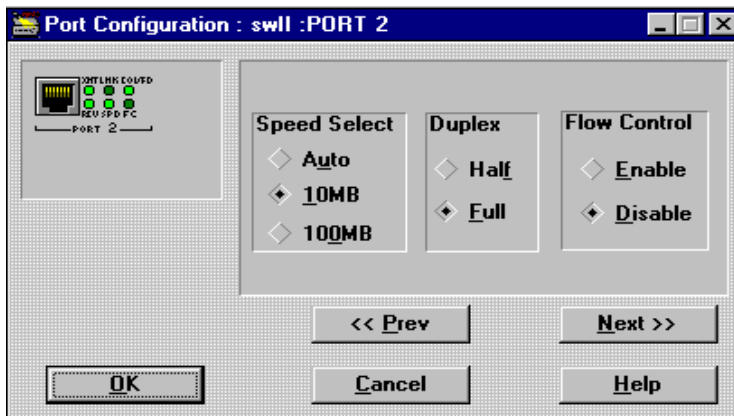 Port Configuration : swII :PORT 2
XMT LNK COL/FD
RCV SPD FC
PORT 2
Speed Select
Auto
10MB
100MB
Duplex
Half
Full
Flow Control
Enable
Disable
<< Prev
Next >>
OK
Cancel
Help